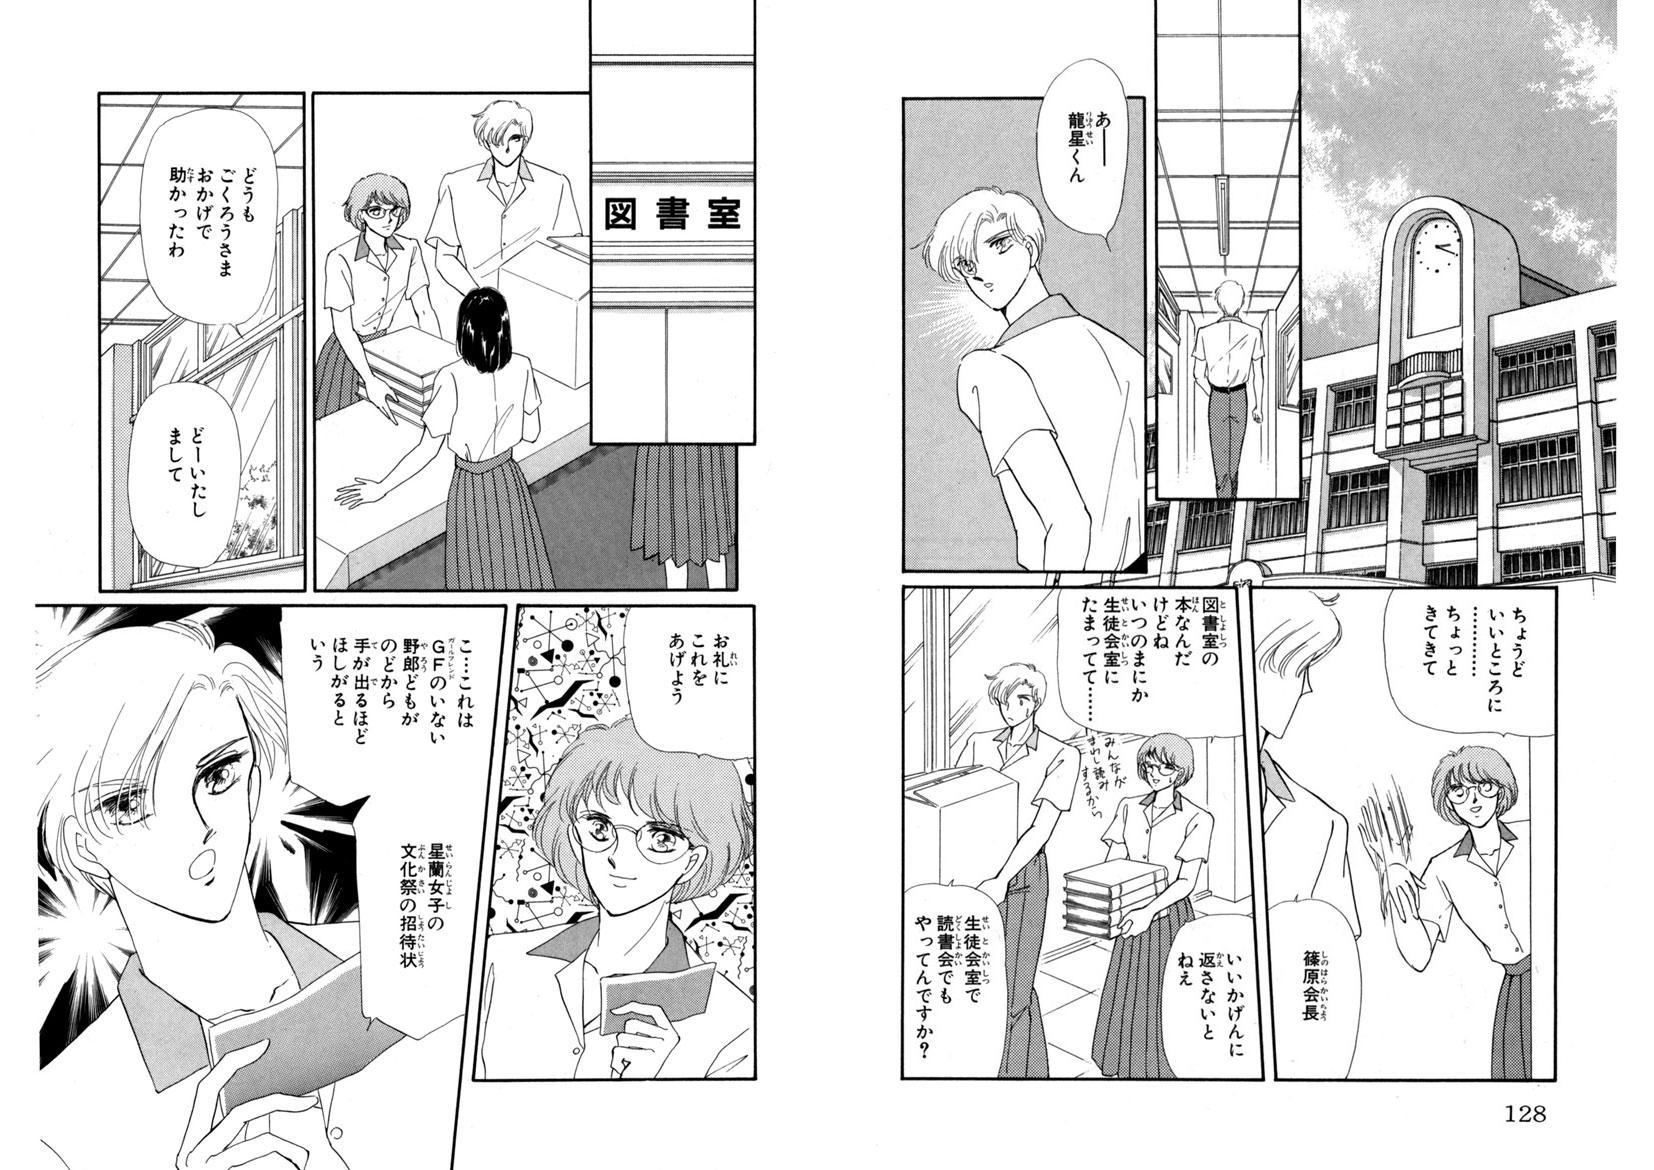 あ——
龍星くん
ちょうど
いいところに
…………
ちょっと
きてきて
篠原会長
図書室の
本なんだ
けどね
いつのまにか
生徒会室に
たまってて……
みんなが
まわし読み
するから
いいかげんに
返さないと
ねえ
生徒会室で
読書会でも
やってんですか?
128
図書室
どうも
ごくろうさま
おかげで
助かったわ
どーいたし
まして
お礼に
これを
あげよう
こ…これは
GFのいない
野郎どもが
のどから
手が出るほど
ほしがると
いう
星蘭女子の
文化祭の招待状